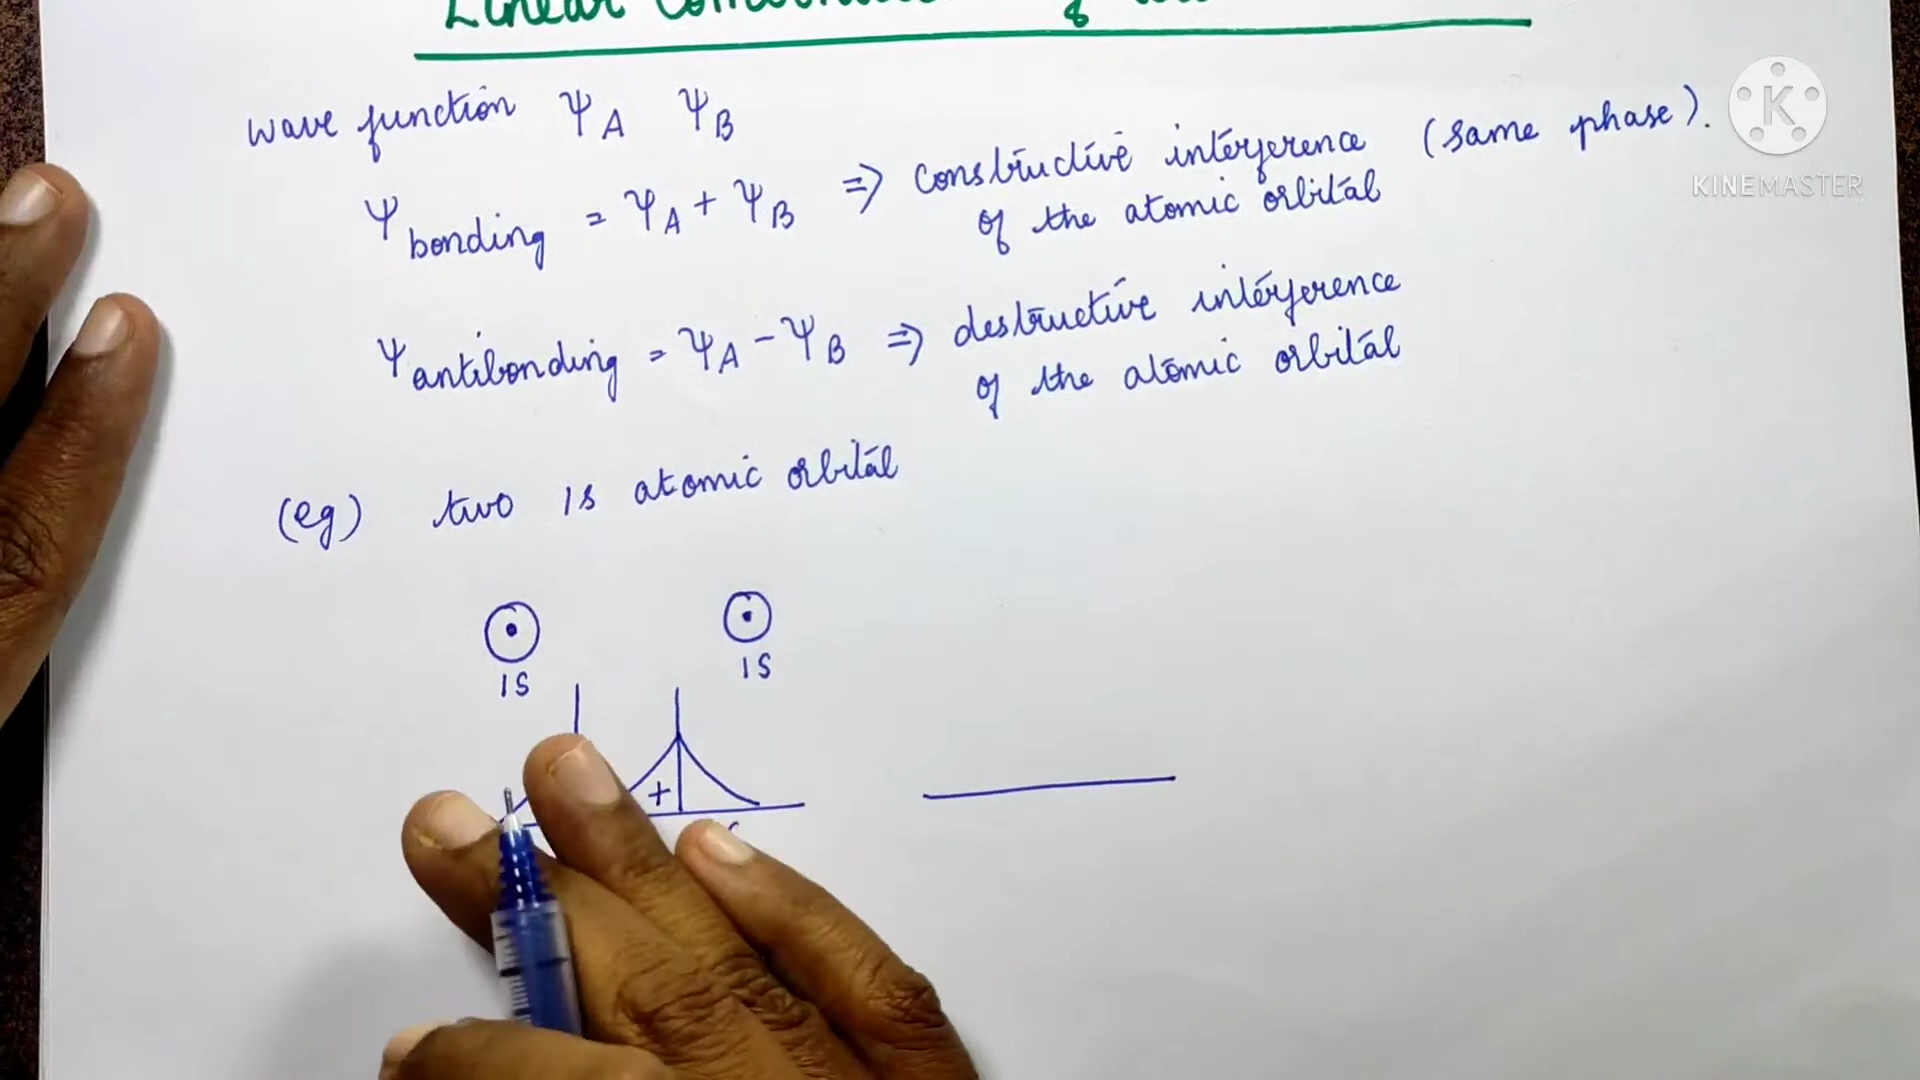 Linear
wave function ΨA ΨB
Ψbonding = ΨA + ΨB ⇒ constructive interference (same phase).
of the atomic orbital
Ψantibonding = ΨA - ΨB ⇒ destructive interference
of the atomic orbital
(eg) two 1s atomic orbital
1S 1S
+
K
KINEMASTER